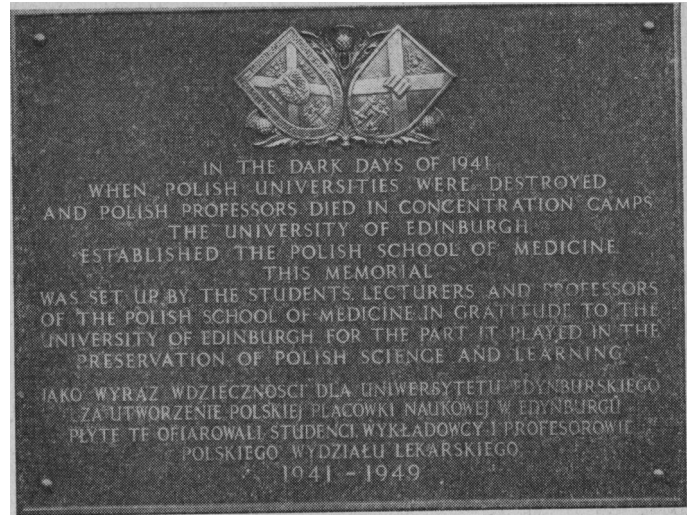 IN THE DARK DAYS OF 1941
WHEN POLISH UNIVERSITIES WERE DESTROYED
AND POLISH PROFESSORS DIED IN CONCENTRATION CAMPS
THE UNIVERSITY OF EDINBURGH
ESTABLISHED THE POLISH SCHOOL OF MEDICINE
THIS MEMORIAL
WAS SET UP BY THE STUDENTS, LECTURERS AND PROFESSORS
OF THE POLISH SCHOOL OF MEDICINE IN GRATITUDE TO THE
UNIVERSITY OF EDINBURGH FOR THE PART IT PLAYED IN THE
PRESERVATION OF POLISH SCIENCE AND LEARNING
JAKO WYRAZ WDZIECZNOSCI DLA UNIWERSYTETU EDYNBURSKIEGO
ZA UTWORZENIE POLSKIEJ PLACOWKI NAUKOWEJ W EDYNBURGU
PŁYTE TE OFIAROWALI STUDENCI, WYKŁADOWCY I PROFESOROWIE
POLSKIEGO WYDZIAŁU LEKARSKIEGO
1941 – 1949